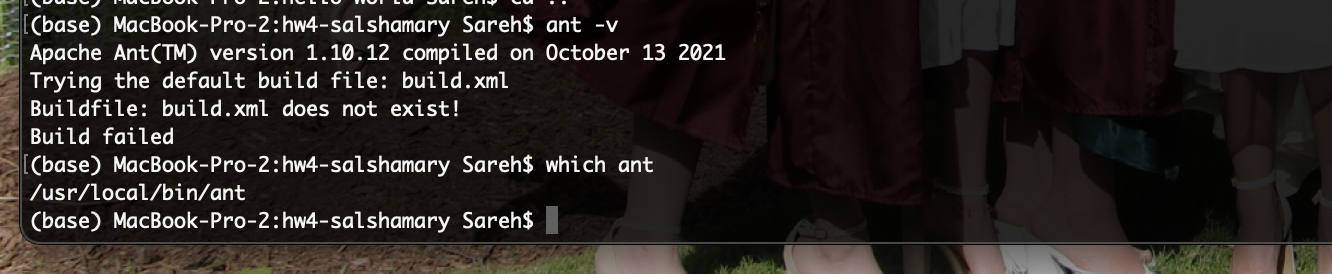 [(base) MacBook-Pro-2:hello-world Sareh$ cd ..
[(base) MacBook-Pro-2:hw4-salshamary Sareh$ ant -v
Apache Ant(TM) version 1.10.12 compiled on October 13 2021
Trying the default build file: build.xml
Buildfile: build.xml does not exist!
Build failed
[(base) MacBook-Pro-2:hw4-salshamary Sareh$ which ant
/usr/local/bin/ant
(base) MacBook-Pro-2:hw4-salshamary Sareh$